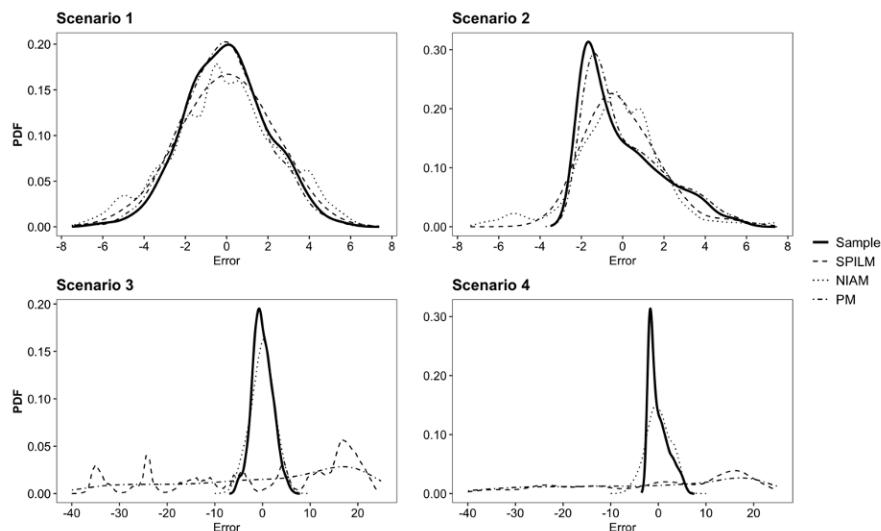 Scenario 1
Scenario 2
PDF
0.20
0.15
0.10
0.05
0.00
-8 -6 -4 -2 0 2 4 6 8
Error
0.30
0.20
0.10
0.00
-8 -6 -4 -2 0 2 4 6 8
Error
Sample
SPILM
NIAM
PM
Scenario 3
Scenario 4
PDF
0.20
0.15
0.10
0.05
0.00
-40 -30 -20 -10 0 10 20
Error
0.30
0.20
0.10
0.00
-40 -30 -20 -10 0 10 20
Error